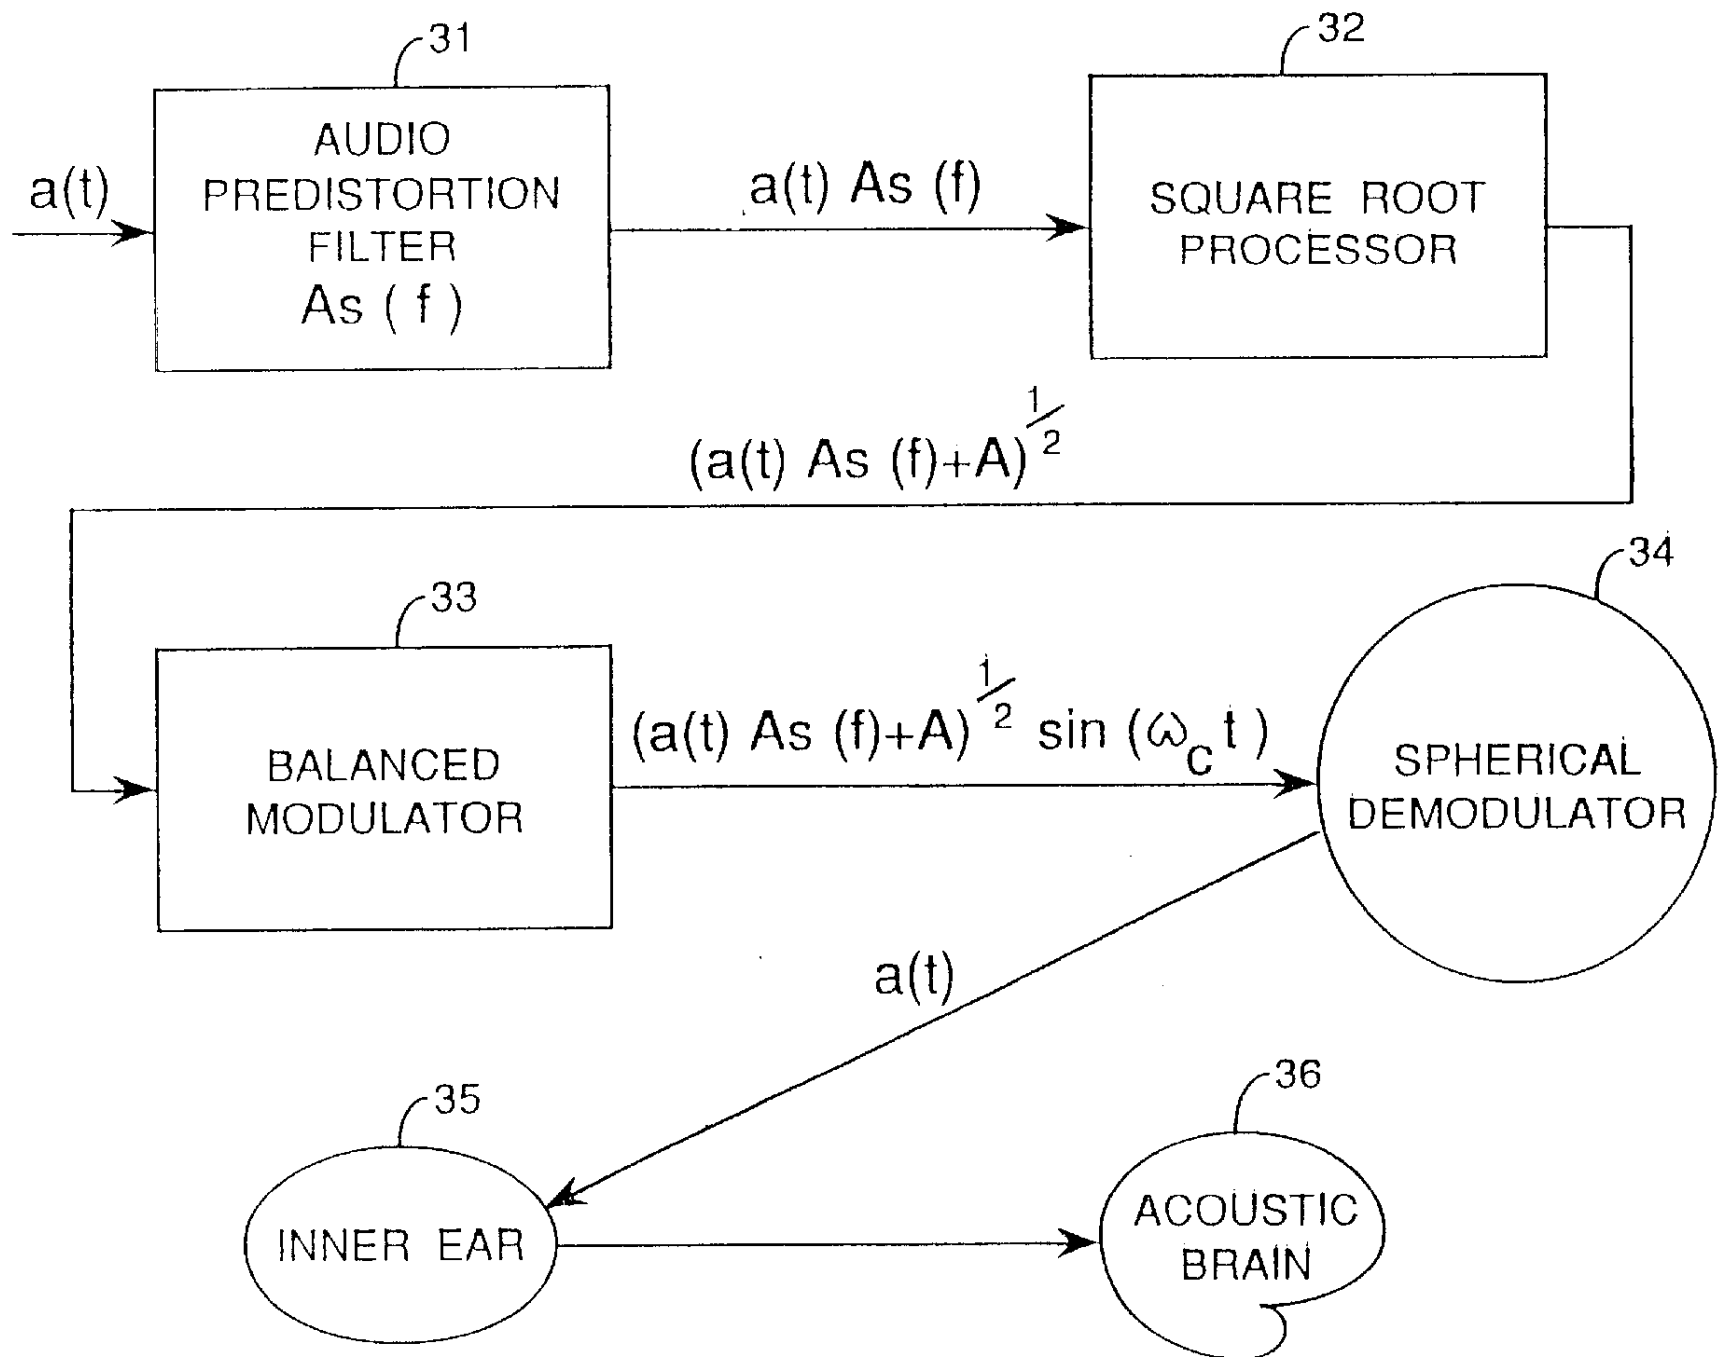 31
32
AUDIO
PREDISTORTION
FILTER
As ( f )
a(t)
a(t) As (f)
SQUARE ROOT
PROCESSOR
(a(t) As (f)+A)^1/2
33
34
BALANCED
MODULATOR
(a(t) As (f)+A)^1/2 sin (ω_c t )
SPHERICAL
DEMODULATOR
a(t)
35
36
INNER EAR
ACOUSTIC
BRAIN